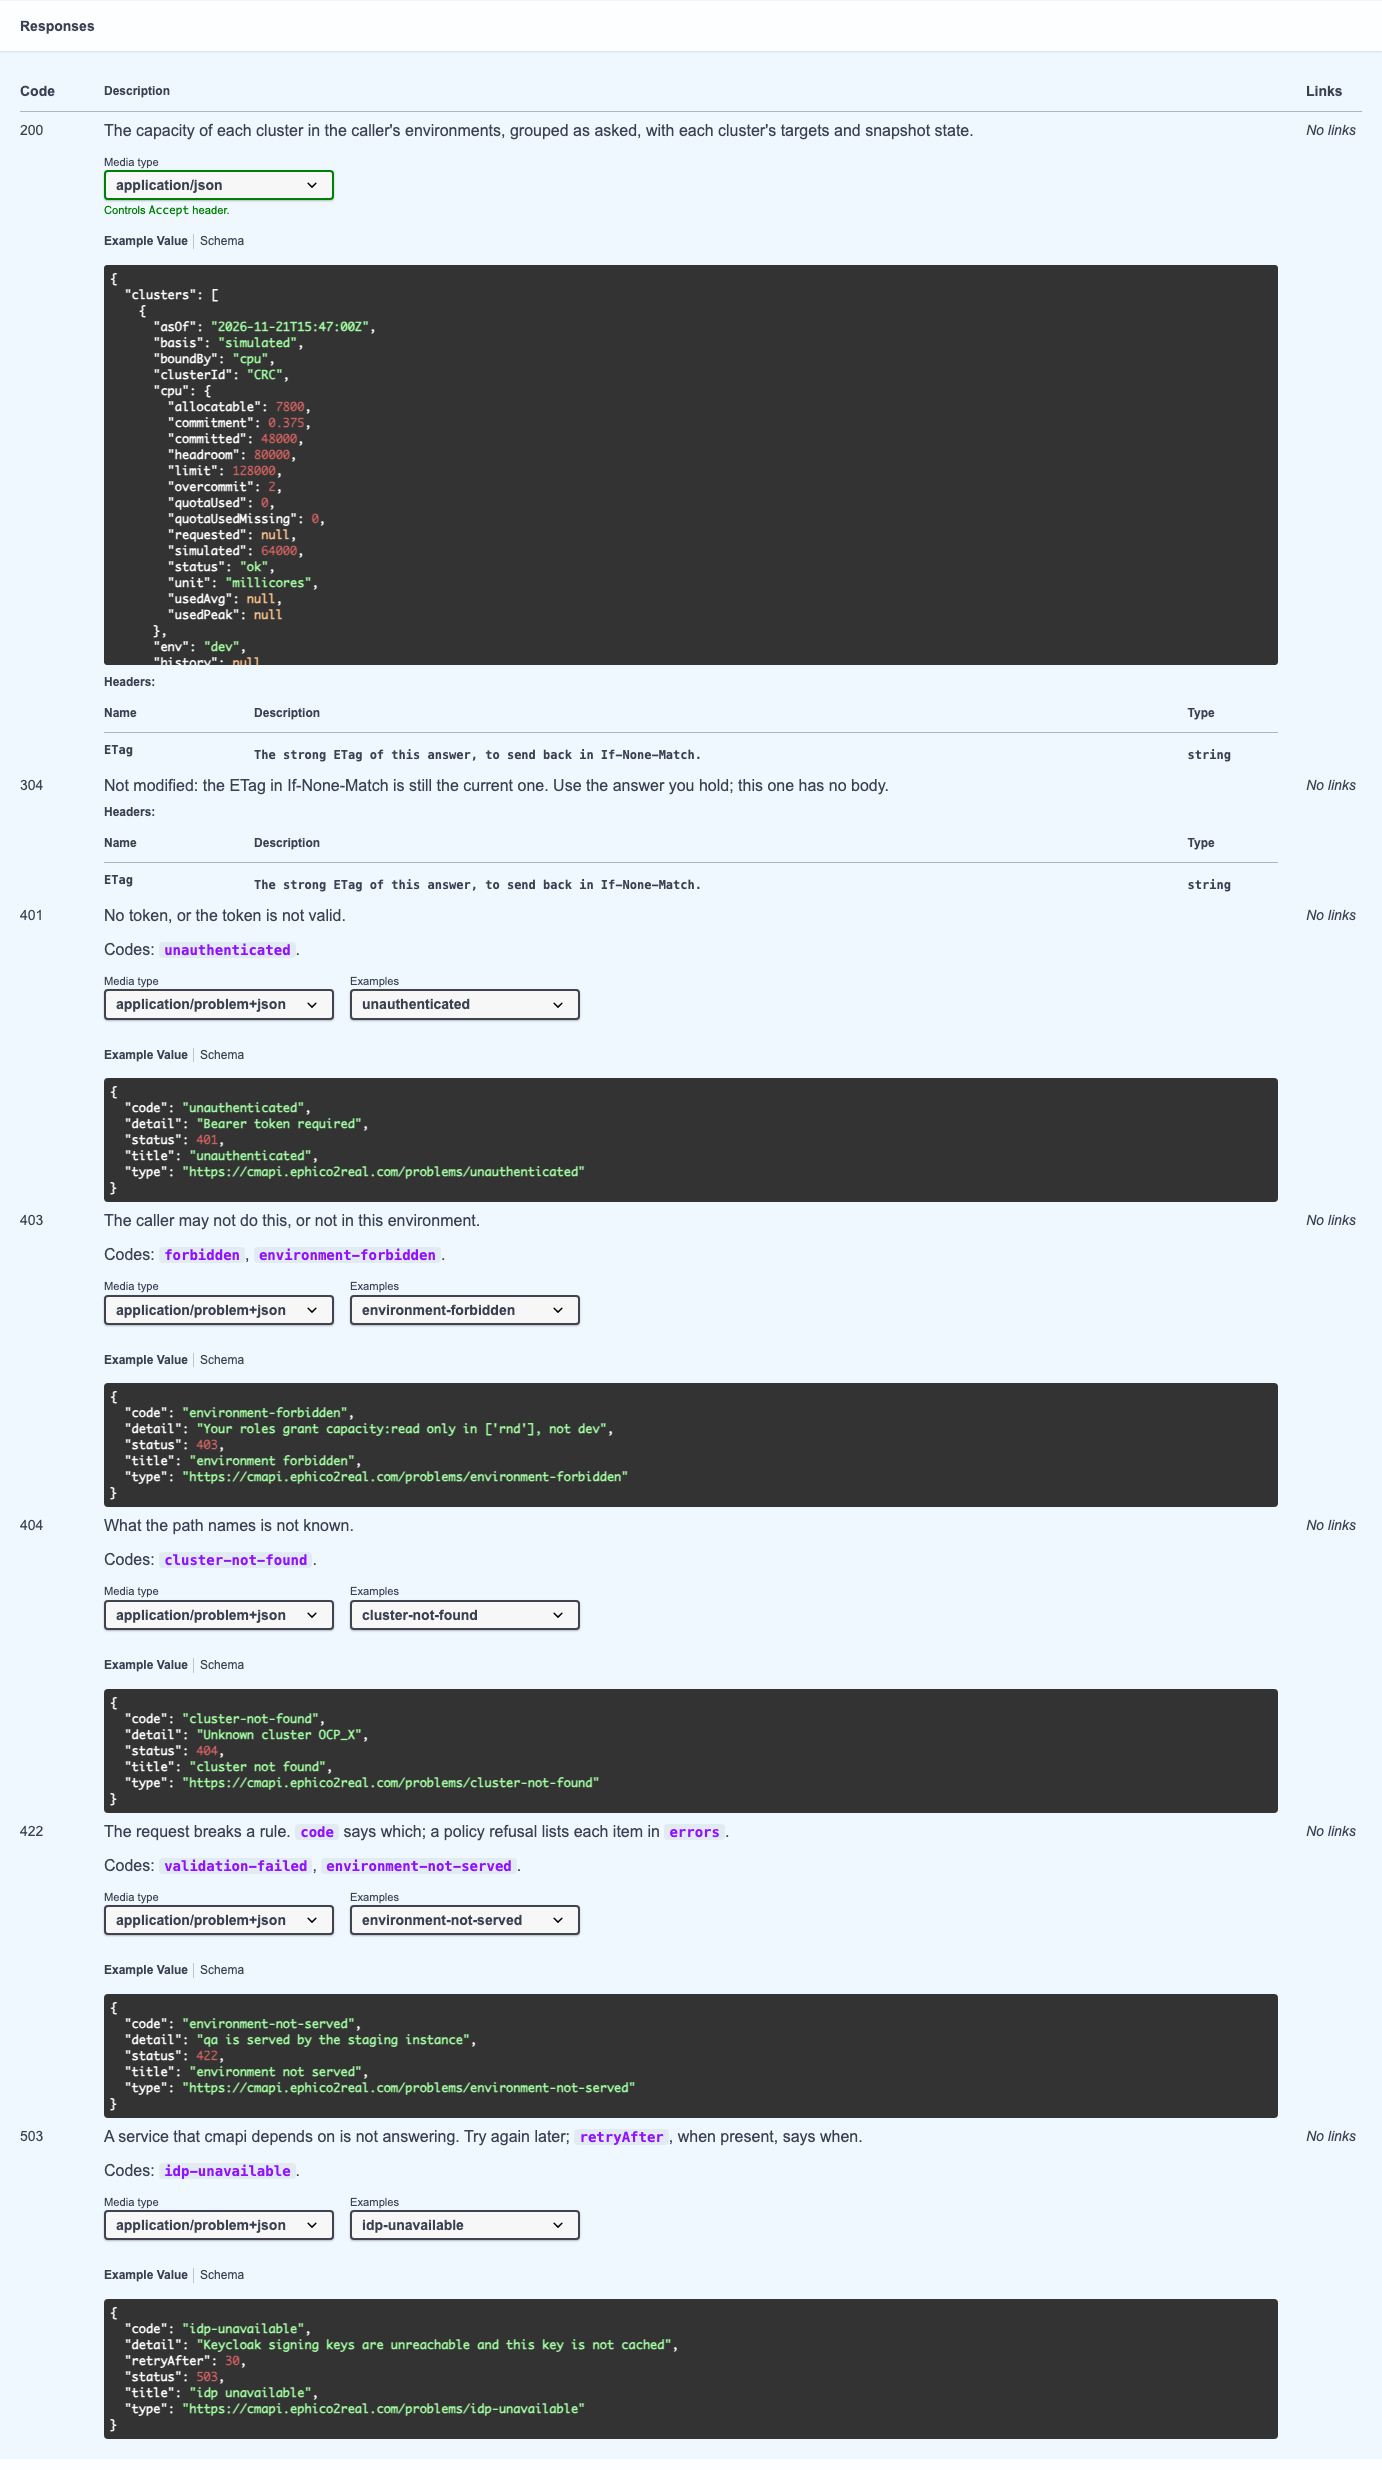 Responses
Code Description Links
200 The capacity of each cluster in the caller's environments, grouped as asked, with each cluster's targets and snapshot state. No links
Media type
application/json
Controls Accept header.
Example Value Schema
{
  "clusters": [
    {
      "asOf": "2026-11-21T15:47:00Z",
      "basis": "simulated",
      "boundBy": "cpu",
      "clusterId": "CRC",
      "cpu": {
        "allocatable": 7800,
        "commitment": 0.375,
        "committed": 48000,
        "headroom": 80000,
        "limit": 128000,
        "overcommit": 2,
        "quotaUsed": 0,
        "quotaUsedMissing": 0,
        "requested": null,
        "simulated": 64000,
        "status": "ok",
        "unit": "millicores",
        "usedAvg": null,
        "usedPeak": null
      },
      "env": "dev",
      "history": null
Headers:
Name Description Type
ETag The strong ETag of this answer, to send back in If-None-Match. string
304 Not modified: the ETag in If-None-Match is still the current one. Use the answer you hold; this one has no body. No links
Headers:
Name Description Type
ETag The strong ETag of this answer, to send back in If-None-Match. string
401 No token, or the token is not valid. No links
Codes: unauthenticated.
Media type Examples
application/problem+json unauthenticated
Example Value Schema
{
  "code": "unauthenticated",
  "detail": "Bearer token required",
  "status": 401,
  "title": "unauthenticated",
  "type": "https://cmapi.ephico2real.com/problems/unauthenticated"
}
403 The caller may not do this, or not in this environment. No links
Codes: forbidden, environment-forbidden.
Media type Examples
application/problem+json environment-forbidden
Example Value Schema
{
  "code": "environment-forbidden",
  "detail": "Your roles grant capacity:read only in ['rnd'], not dev",
  "status": 403,
  "title": "environment forbidden",
  "type": "https://cmapi.ephico2real.com/problems/environment-forbidden"
}
404 What the path names is not known. No links
Codes: cluster-not-found.
Media type Examples
application/problem+json cluster-not-found
Example Value Schema
{
  "code": "cluster-not-found",
  "detail": "Unknown cluster OCP_X",
  "status": 404,
  "title": "cluster not found",
  "type": "https://cmapi.ephico2real.com/problems/cluster-not-found"
}
422 The request breaks a rule. code says which; a policy refusal lists each item in errors. No links
Codes: validation-failed, environment-not-served.
Media type Examples
application/problem+json environment-not-served
Example Value Schema
{
  "code": "environment-not-served",
  "detail": "qa is served by the staging instance",
  "status": 422,
  "title": "environment not served",
  "type": "https://cmapi.ephico2real.com/problems/environment-not-served"
}
503 A service that cmapi depends on is not answering. Try again later; retryAfter, when present, says when. No links
Codes: idp-unavailable.
Media type Examples
application/problem+json idp-unavailable
Example Value Schema
{
  "code": "idp-unavailable",
  "detail": "Keycloak signing keys are unreachable and this key is not cached",
  "retryAfter": 30,
  "status": 503,
  "title": "idp unavailable",
  "type": "https://cmapi.ephico2real.com/problems/idp-unavailable"
}